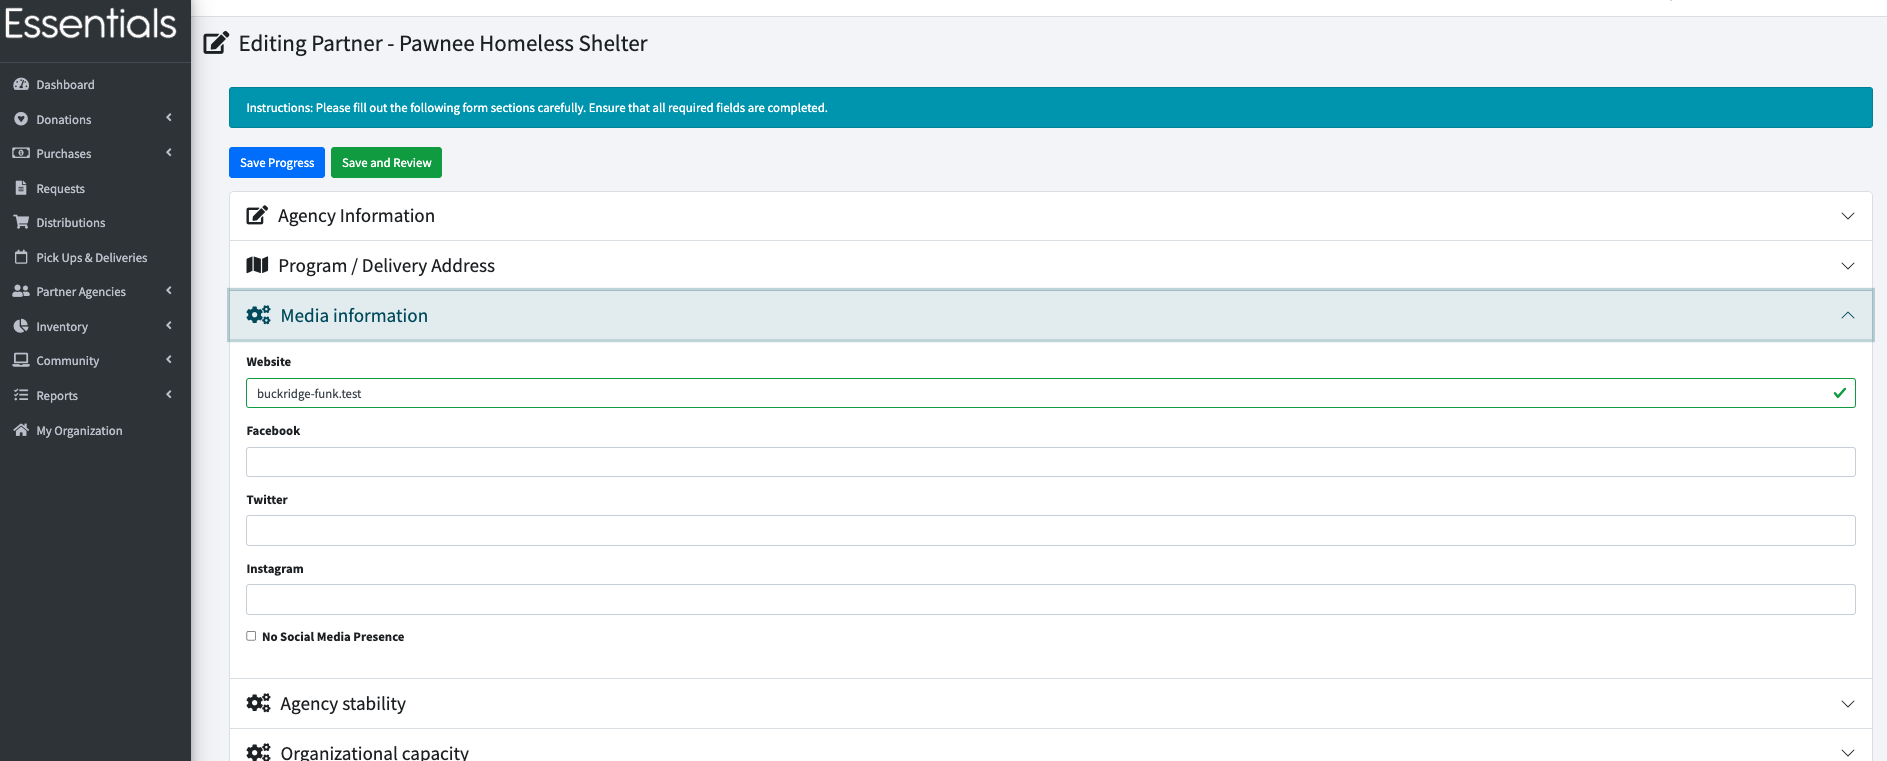 Essentials
Dashboard
Donations
Purchases
Requests
Distributions
Pick Ups & Deliveries
Partner Agencies
Inventory
Community
Reports
My Organization
Editing Partner - Pawnee Homeless Shelter
Instructions: Please fill out the following form sections carefully. Ensure that all required fields are completed.
Save Progress
Save and Review
Agency Information
Program / Delivery Address
Media information
Website
buckridge-funk.test
Facebook
Twitter
Instagram
No Social Media Presence
Agency stability
Organizational capacity